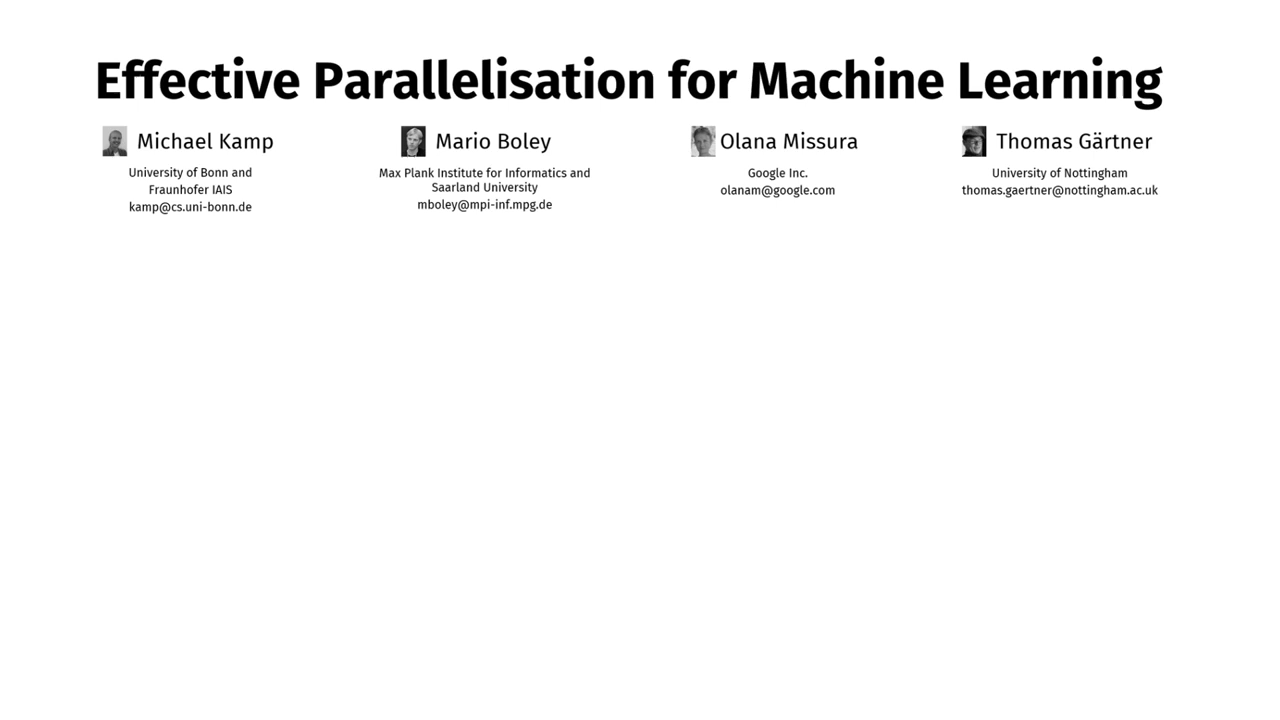 Effective Parallelisation for Machine Learning
Michael Kamp
University of Bonn and
Fraunhofer IAIS
kamp@cs.uni-bonn.de
Mario Boley
Max Plank Institute for Informatics and
Saarland University
mboley@mpi-inf.mpg.de
Olana Missura
Google Inc.
olanam@google.com
Thomas Gärtner
University of Nottingham
thomas.gaertner@nottingham.ac.uk